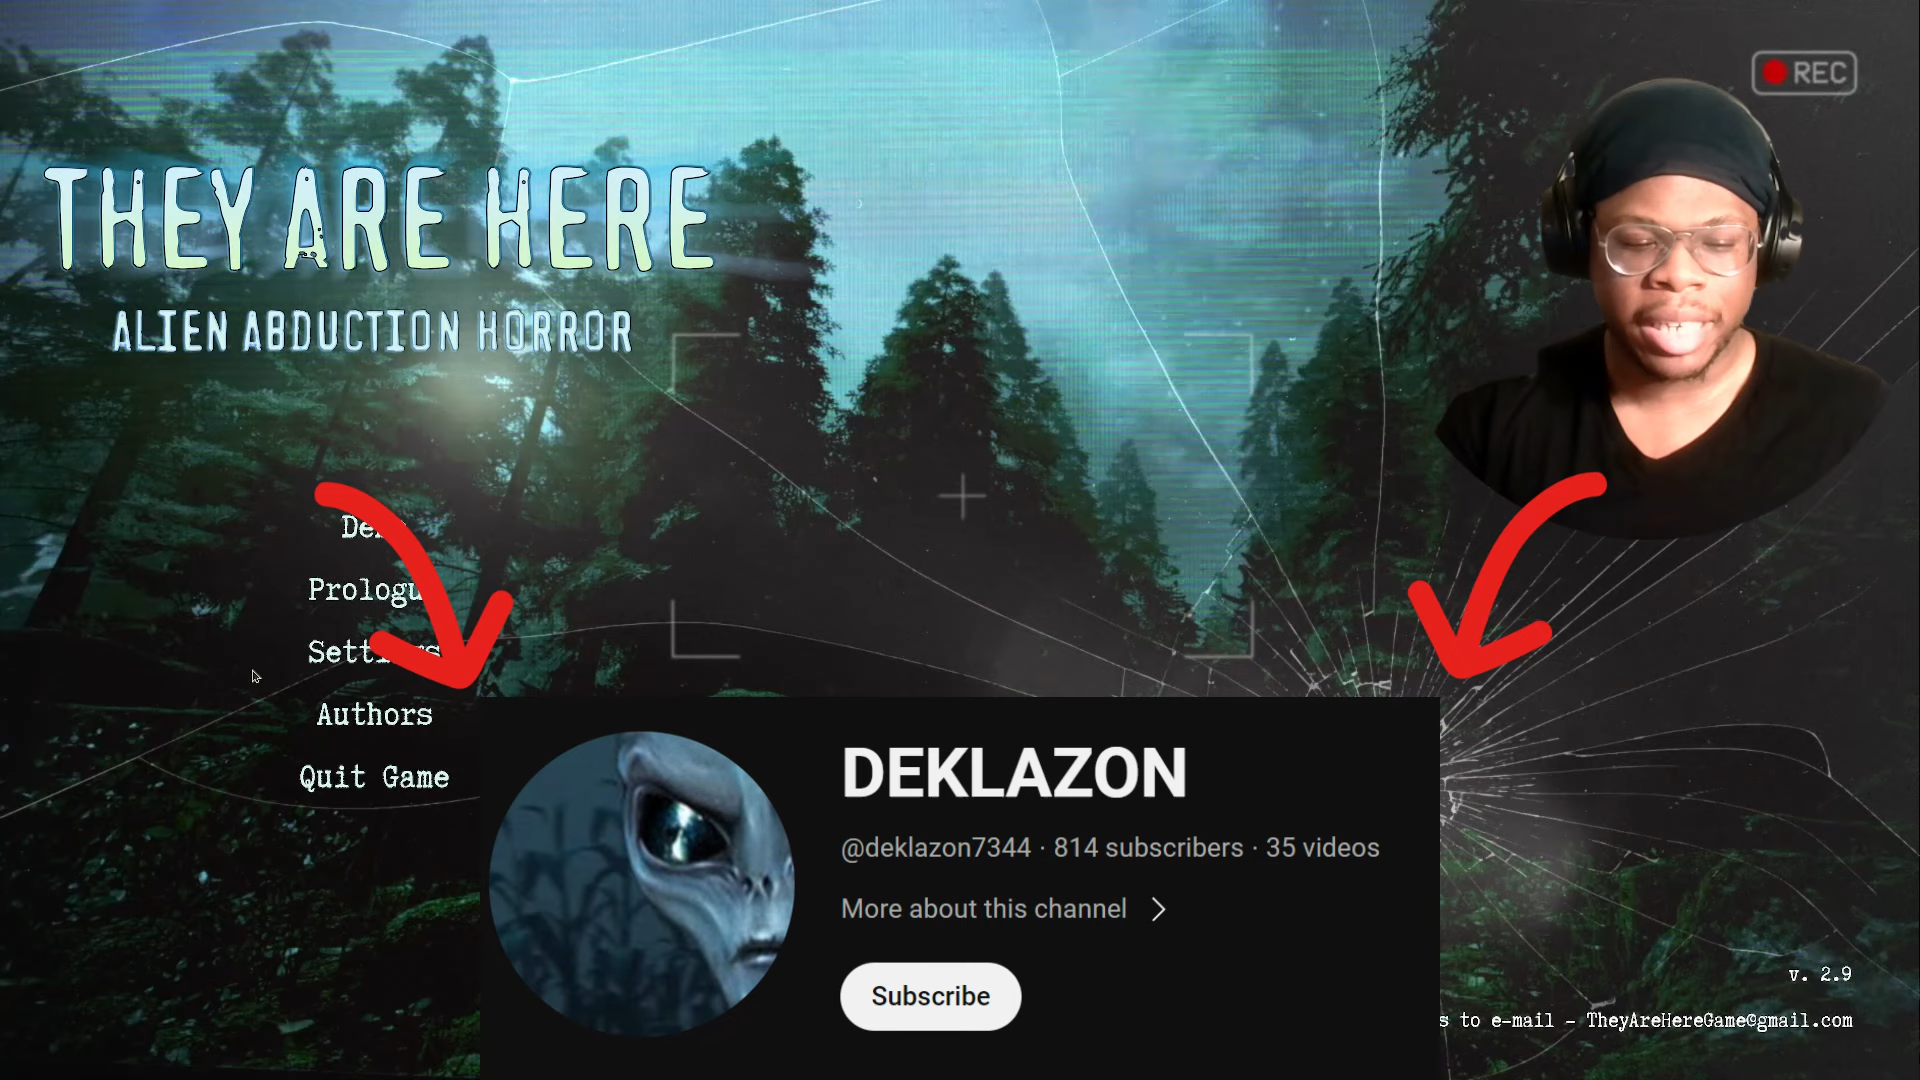 REC
THEY ARE HERE
ALIEN ABDUCTION HORROR
Settings
Authors
Quit Game
DEKLAZON
@deklazon7344 · 814 subscribers · 35 videos
More about this channel
Subscribe
v. 2.9
s to e-mail – TheyAreHereGame@gmail.com